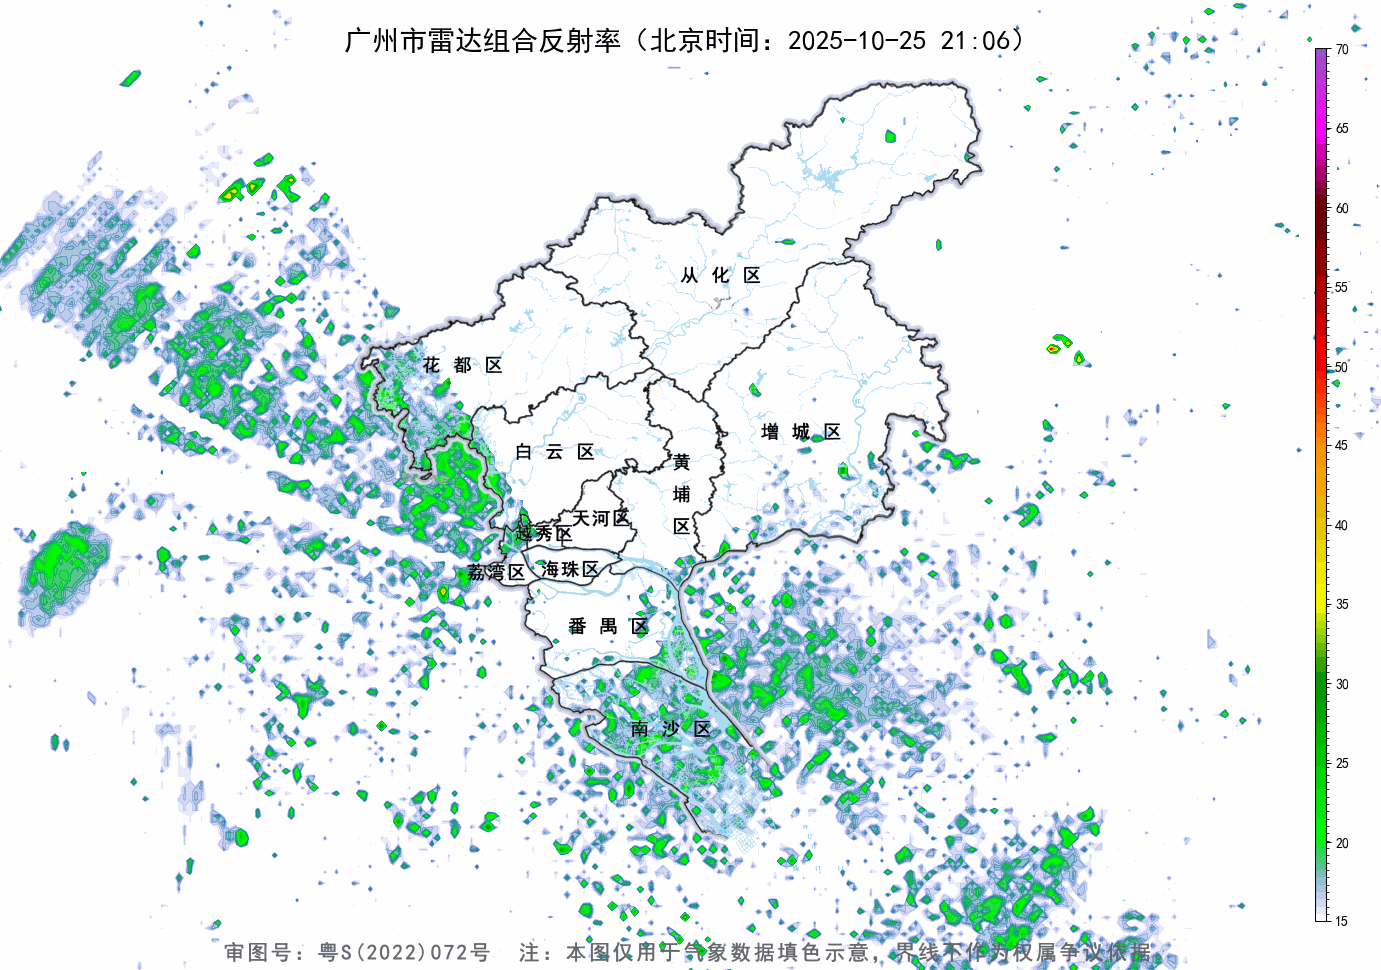 广州市雷达组合反射率（北京时间：2025-10-25 21:06）
70
65
60
55
50
45
40
35
30
25
20
15
从化区
花都区
增城区
白云区
黄埔区
天河区
越秀区
海珠区
荔湾区
番禺区
南沙区
审图号：粤S(2022)072号 注：本图仅用于气象数据填色示意，界线不作为权属争议依据。